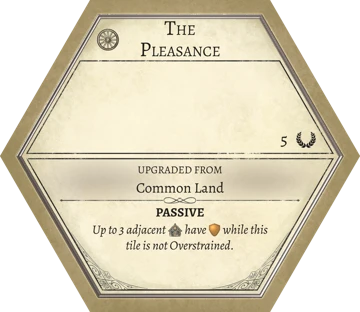 The
Pleasance
5
UPGRADED FROM
Common Land
PASSIVE
Up to 3 adjacent have while this
tile is not Overstrained.